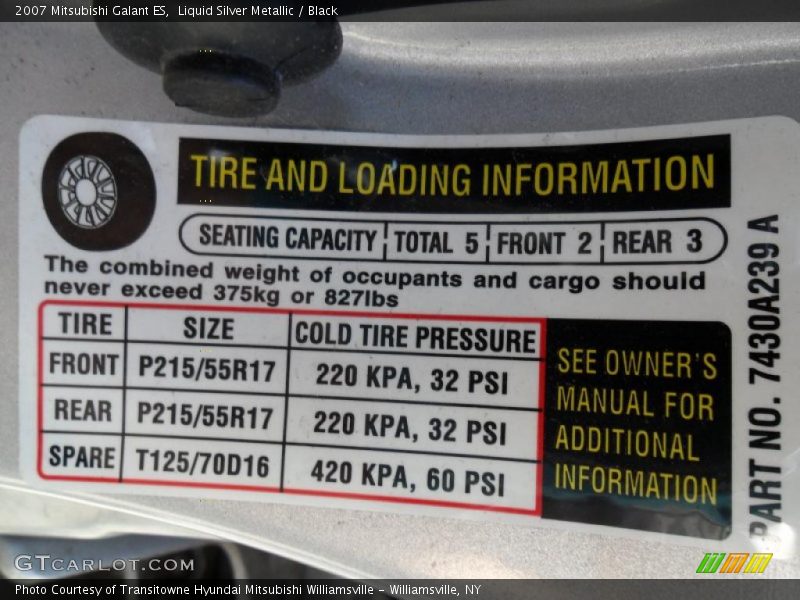 2007 Mitsubishi Galant ES,  Liquid Silver Metallic / Black
TIRE AND LOADING INFORMATION
SEATING CAPACITY TOTAL 5 FRONT 2 REAR 3
The combined weight of occupants and cargo should
never exceed 375kg or 827lbs
TIRE SIZE COLD TIRE PRESSURE
FRONT P215/55R17 220 KPA, 32 PSI
REAR P215/55R17 220 KPA, 32 PSI
SPARE T125/70D16 420 KPA, 60 PSI
SEE OWNER'S
MANUAL FOR
ADDITIONAL
INFORMATION
PART NO. 7430A239 A
GTCARLOT.COM
Photo Courtesy of Transitowne Hyundai Mitsubishi Williamsville – Williamsville, NY